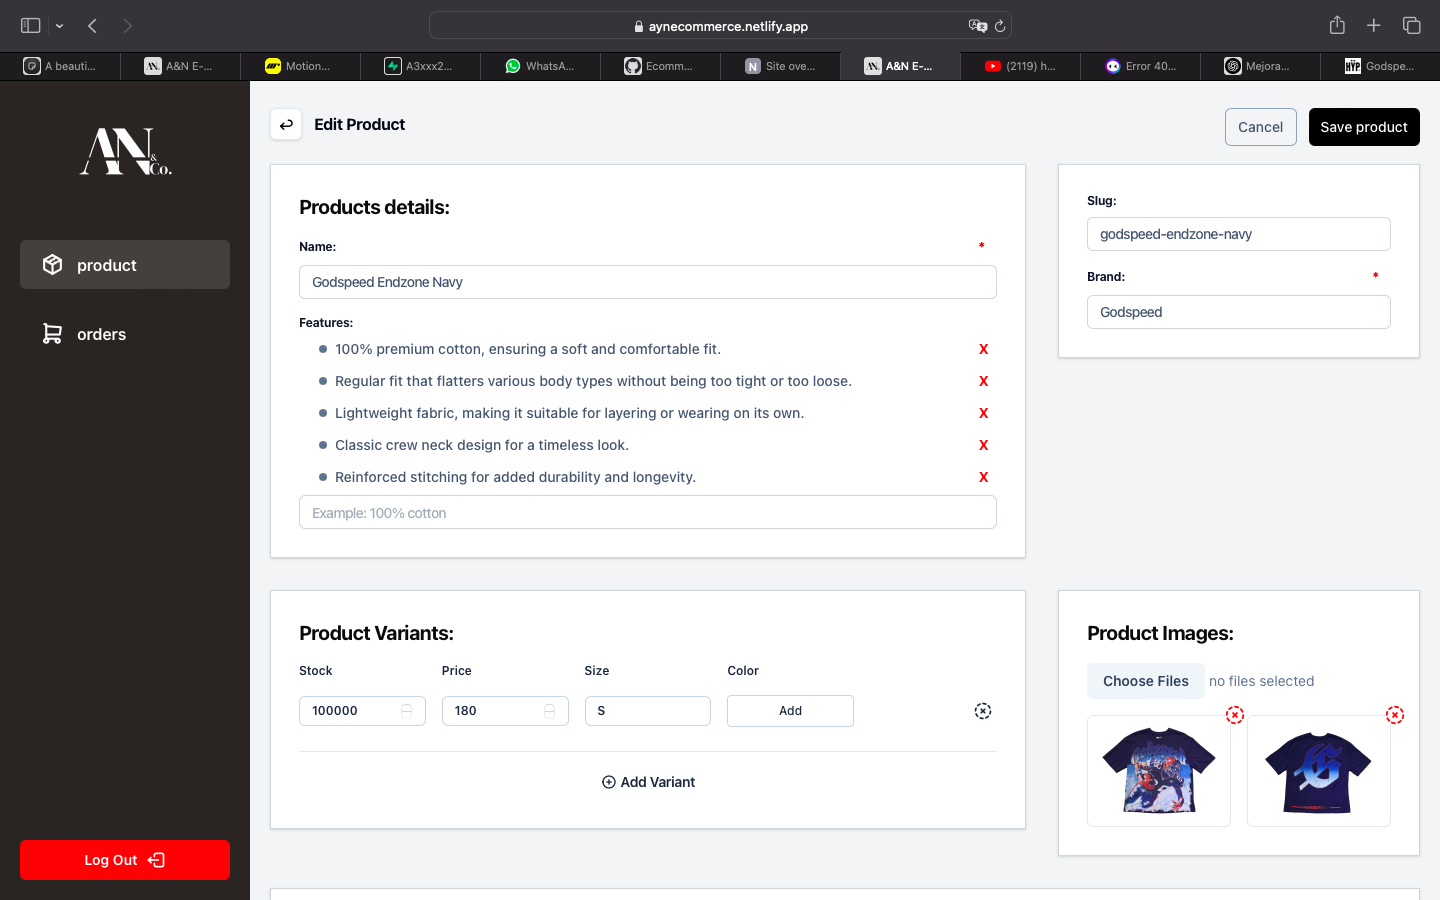 aynecommerce.netlify.app
A beauti...
A&N E-...
Motion...
A3xxx2...
WhatsA...
Ecomm...
N Site ove...
A&N E-...
(2119) h...
Error 40...
Mejora...
HYP Godspe...
AN
&Co.
product
orders
Log Out
Edit Product
Cancel
Save product
Products details:
Name: *
Godspeed Endzone Navy
Features:
100% premium cotton, ensuring a soft and comfortable fit. X
Regular fit that flatters various body types without being too tight or too loose. X
Lightweight fabric, making it suitable for layering or wearing on its own. X
Classic crew neck design for a timeless look. X
Reinforced stitching for added durability and longevity. X
Example: 100% cotton
Slug:
godspeed-endzone-navy
Brand: *
Godspeed
Product Variants:
Stock Price Size Color
100000 180 S Add
Add Variant
Product Images:
Choose Files no files selected
G